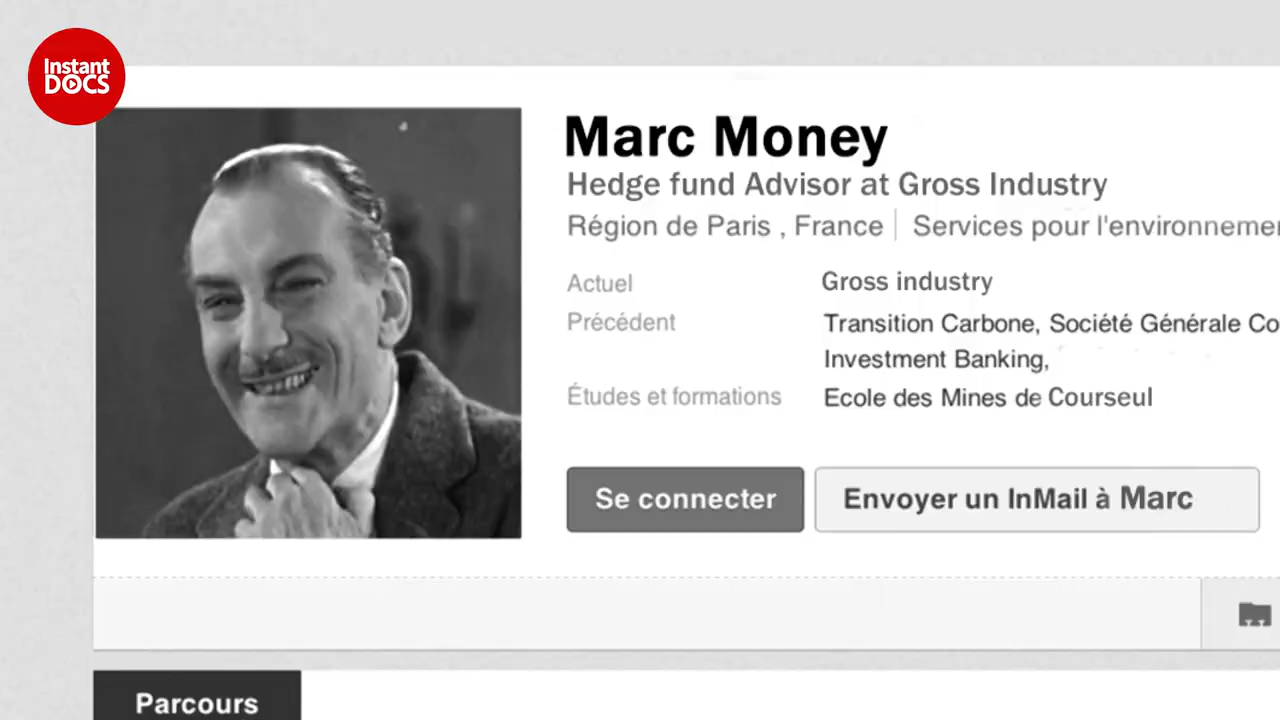 Instant
DOCS
Marc Money
Hedge fund Advisor at Gross Industry
Région de Paris , France | Services pour l'environnemen
Actuel Gross industry
Précédent Transition Carbone, Société Générale Co
Investment Banking,
Études et formations Ecole des Mines de Courseul
Se connecter Envoyer un InMail à Marc
Parcours